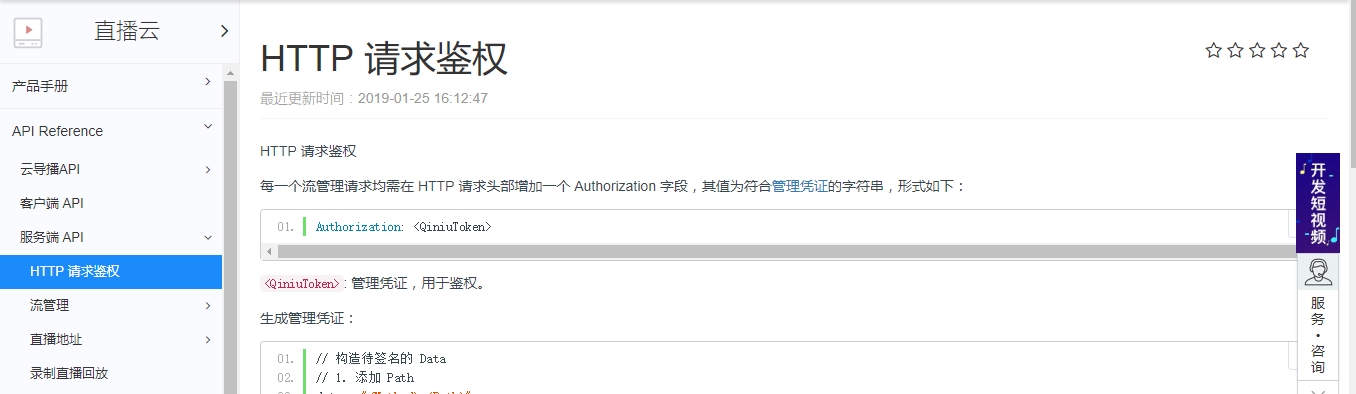 直播云
产品手册
API Reference
云导播API
客户端 API
服务端 API
HTTP 请求鉴权
流管理
直播地址
录制直播回放
HTTP 请求鉴权
最近更新时间：2019-01-25 16:12:47
HTTP 请求鉴权
每一个流管理请求均需在 HTTP 请求头部增加一个 Authorization 字段，其值为符合管理凭证的字符串，形式如下：
01. Authorization: <QiniuToken>
<QiniuToken>：管理凭证，用于鉴权。
生成管理凭证：
01. // 构造待签名的 Data
02. // 1. 添加 Path
开发短视频
服务·咨询